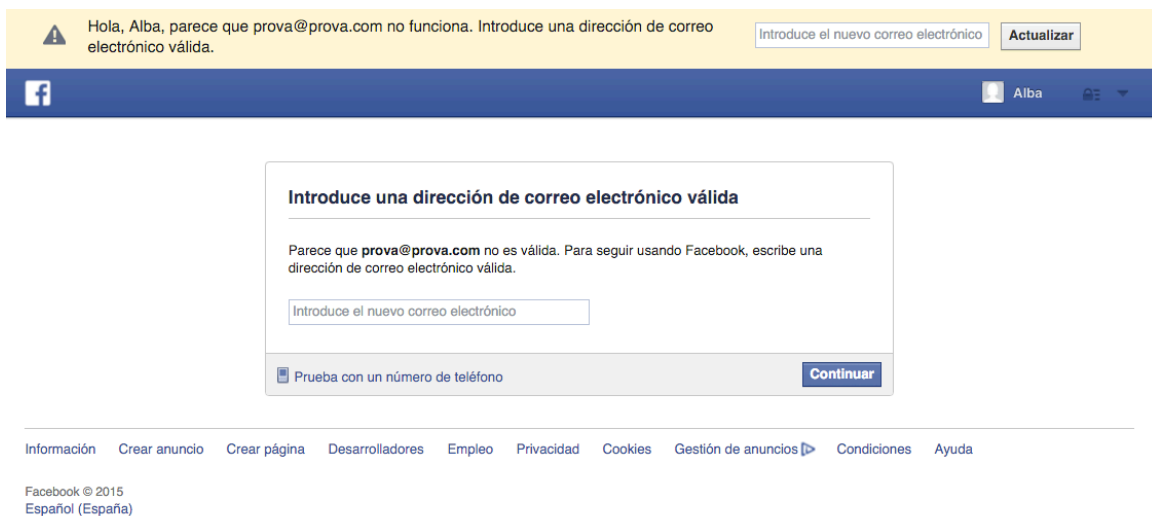 Hola, Alba, parece que prova@prova.com no funciona. Introduce una dirección de correo
electrónico válida.
Introduce el nuevo correo electrónico
Actualizar
f
Alba
Introduce una dirección de correo electrónico válida
Parece que prova@prova.com no es válida. Para seguir usando Facebook, escribe una
dirección de correo electrónico válida.
Introduce el nuevo correo electrónico
Prueba con un número de teléfono
Continuar
Información Crear anuncio Crear página Desarrolladores Empleo Privacidad Cookies Gestión de anuncios Condiciones Ayuda
Facebook © 2015
Español (España)